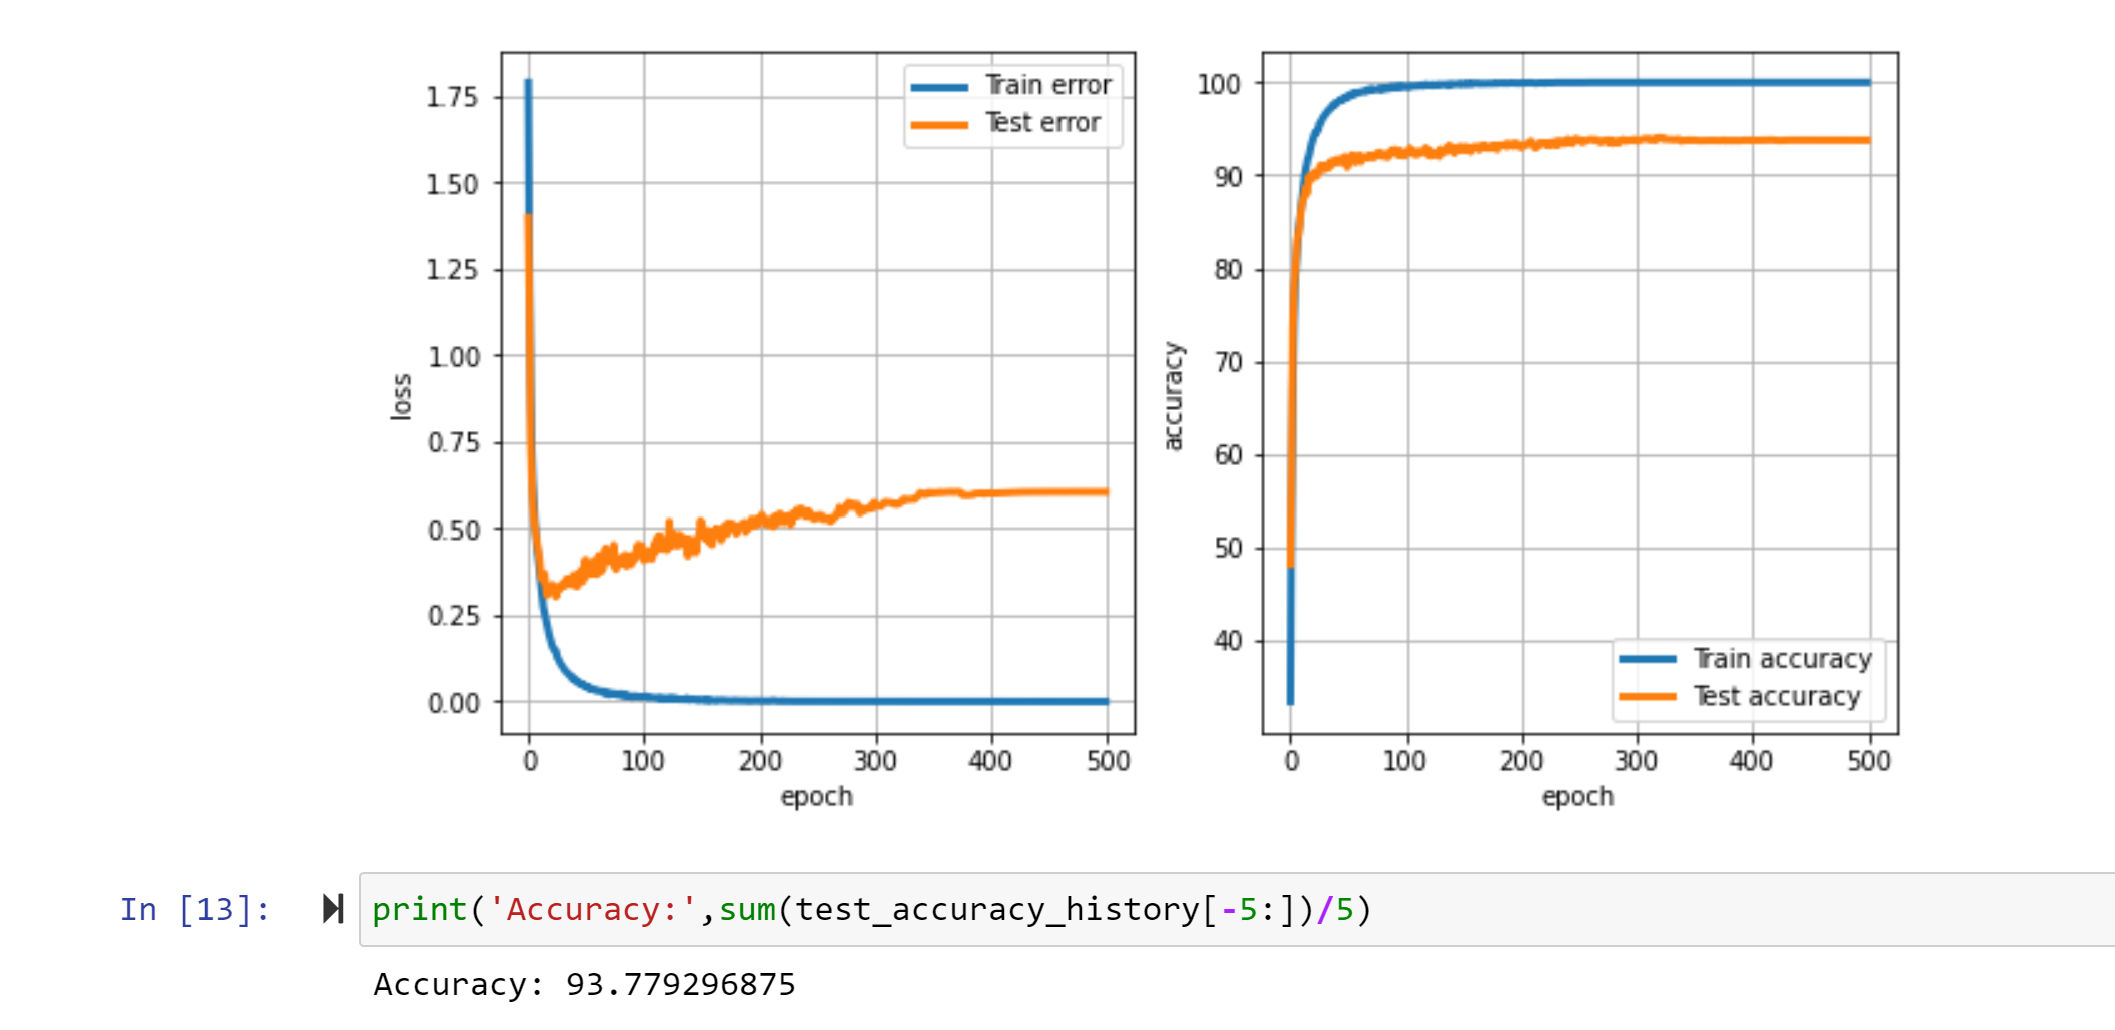 Train error
Test error
1.75
1.50
1.25
1.00
0.75
0.50
0.25
0.00
loss
0 100 200 300 400 500
epoch
100
90
80
70
60
50
40
accuracy
Train accuracy
Test accuracy
0 100 200 300 400 500
epoch
In [13]: print('Accuracy:',sum(test_accuracy_history[-5:])/5)
Accuracy: 93.779296875